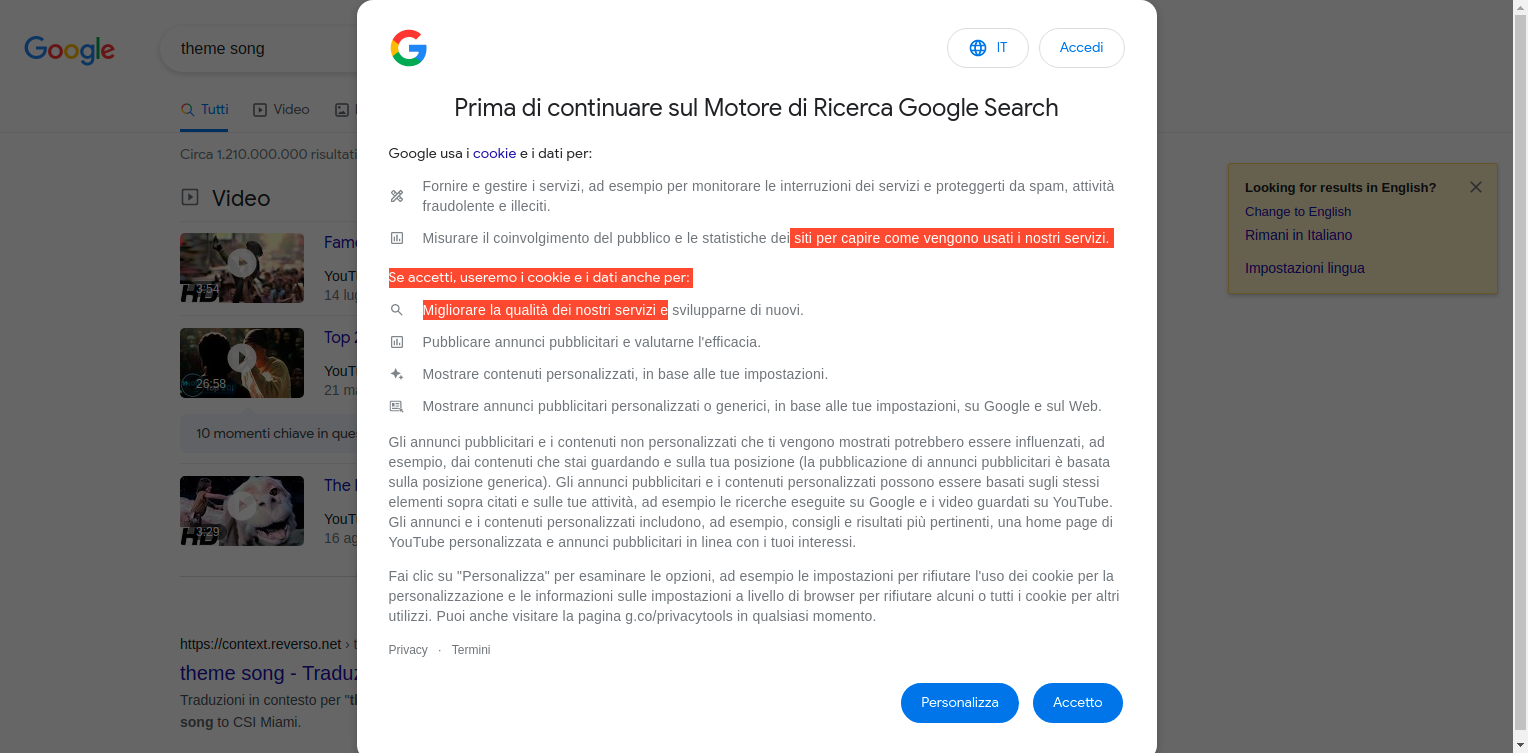 Google
theme song
Tutti
Video
Circa 1.210.000.000 risultati
Video
3:54
HD
Fame
YouT
14 lug
26:58
Top 2
YouT
21 ma
10 momenti chiave in ques
3:29
HD
The
YouT
16 ag
https://context.reverso.net › t
theme song - Traduz
Traduzioni in contesto per "th
song to CSI Miami.
IT
Accedi
Prima di continuare sul Motore di Ricerca Google Search
Google usa i cookie e i dati per:
Fornire e gestire i servizi, ad esempio per monitorare le interruzioni dei servizi e proteggerti da spam, attività
fraudolente e illeciti.
Misurare il coinvolgimento del pubblico e le statistiche dei siti per capire come vengono usati i nostri servizi.
Se accetti, useremo i cookie e i dati anche per:
Migliorare la qualità dei nostri servizi e svilupparne di nuovi.
Pubblicare annunci pubblicitari e valutarne l'efficacia.
Mostrare contenuti personalizzati, in base alle tue impostazioni.
Mostrare annunci pubblicitari personalizzati o generici, in base alle tue impostazioni, su Google e sul Web.
Gli annunci pubblicitari e i contenuti non personalizzati che ti vengono mostrati potrebbero essere influenzati, ad
esempio, dai contenuti che stai guardando e sulla tua posizione (la pubblicazione di annunci pubblicitari è basata
sulla posizione generica). Gli annunci pubblicitari e i contenuti personalizzati possono essere basati sugli stessi
elementi sopra citati e sulle tue attività, ad esempio le ricerche eseguite su Google e i video guardati su YouTube.
Gli annunci e i contenuti personalizzati includono, ad esempio, consigli e risultati più pertinenti, una home page di
YouTube personalizzata e annunci pubblicitari in linea con i tuoi interessi.
Fai clic su "Personalizza" per esaminare le opzioni, ad esempio le impostazioni per rifiutare l'uso dei cookie per la
personalizzazione e le informazioni sulle impostazioni a livello di browser per rifiutare alcuni o tutti i cookie per altri
utilizzi. Puoi anche visitare la pagina g.co/privacytools in qualsiasi momento.
Privacy · Termini
Personalizza
Accetto
Looking for results in English?
Change to English
Rimani in Italiano
Impostazioni lingua